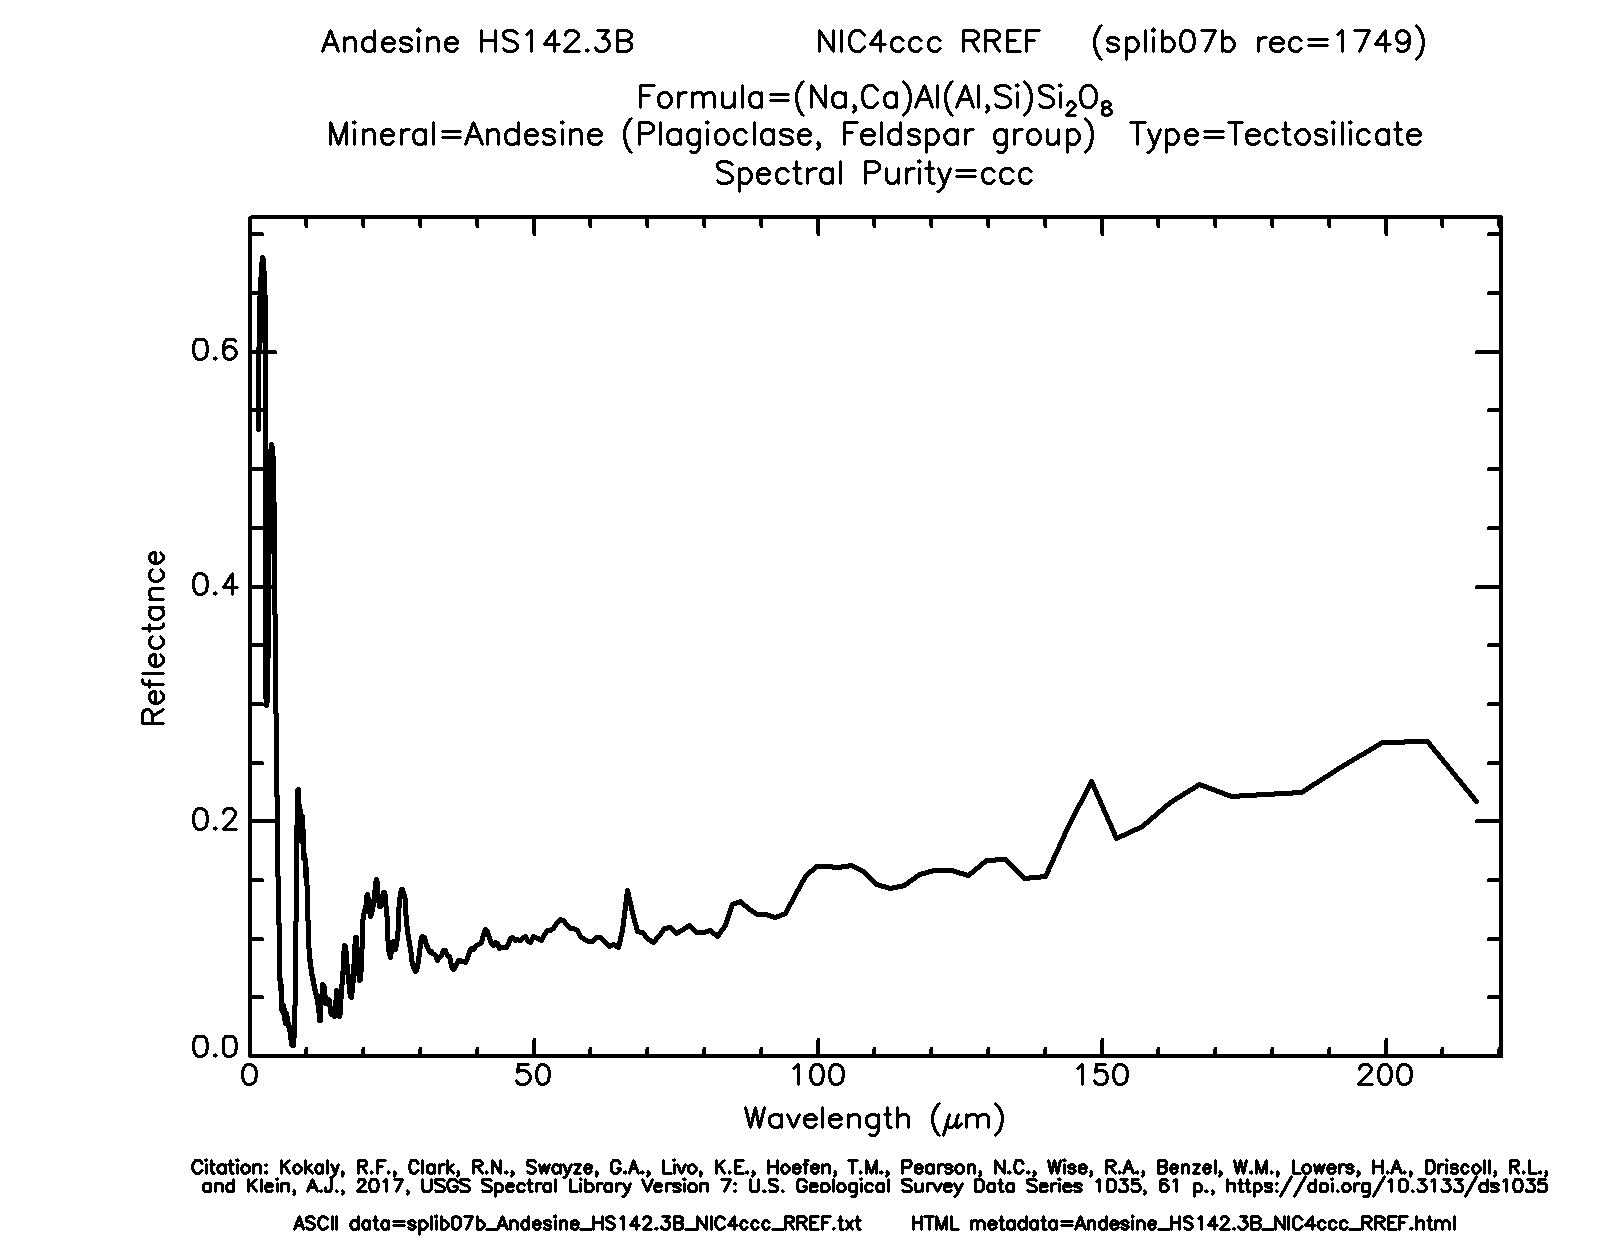 Andesine HS142.3B NIC4ccc RREF (splib07b rec=1749)
Formula=(Na,Ca)Al(Al,Si)Si₂O₈
Mineral=Andesine (Plagioclase, Feldspar group) Type=Tectosilicate
Spectral Purity=ccc
0.6
0.4
0.2
0.0
Reflectance
0 50 100 150 200
Wavelength (μm)
Citation: Kokaly, R.F., Clark, R.N., Swayze, G.A., Livo, K.E., Hoefen, T.M., Pearson, N.C., Wise, R.A., Benzel, W.M., Lowers, H.A., Driscoll, R.L.,
and Klein, A.J., 2017, USGS Spectral Library Version 7: U.S. Geological Survey Data Series 1035, 61 p., https://doi.org/10.3133/ds1035
ASCII data=splib07b_Andesine_HS142.3B_NIC4ccc_RREF.txt HTML metadata=Andesine_HS142.3B_NIC4ccc_RREF.html